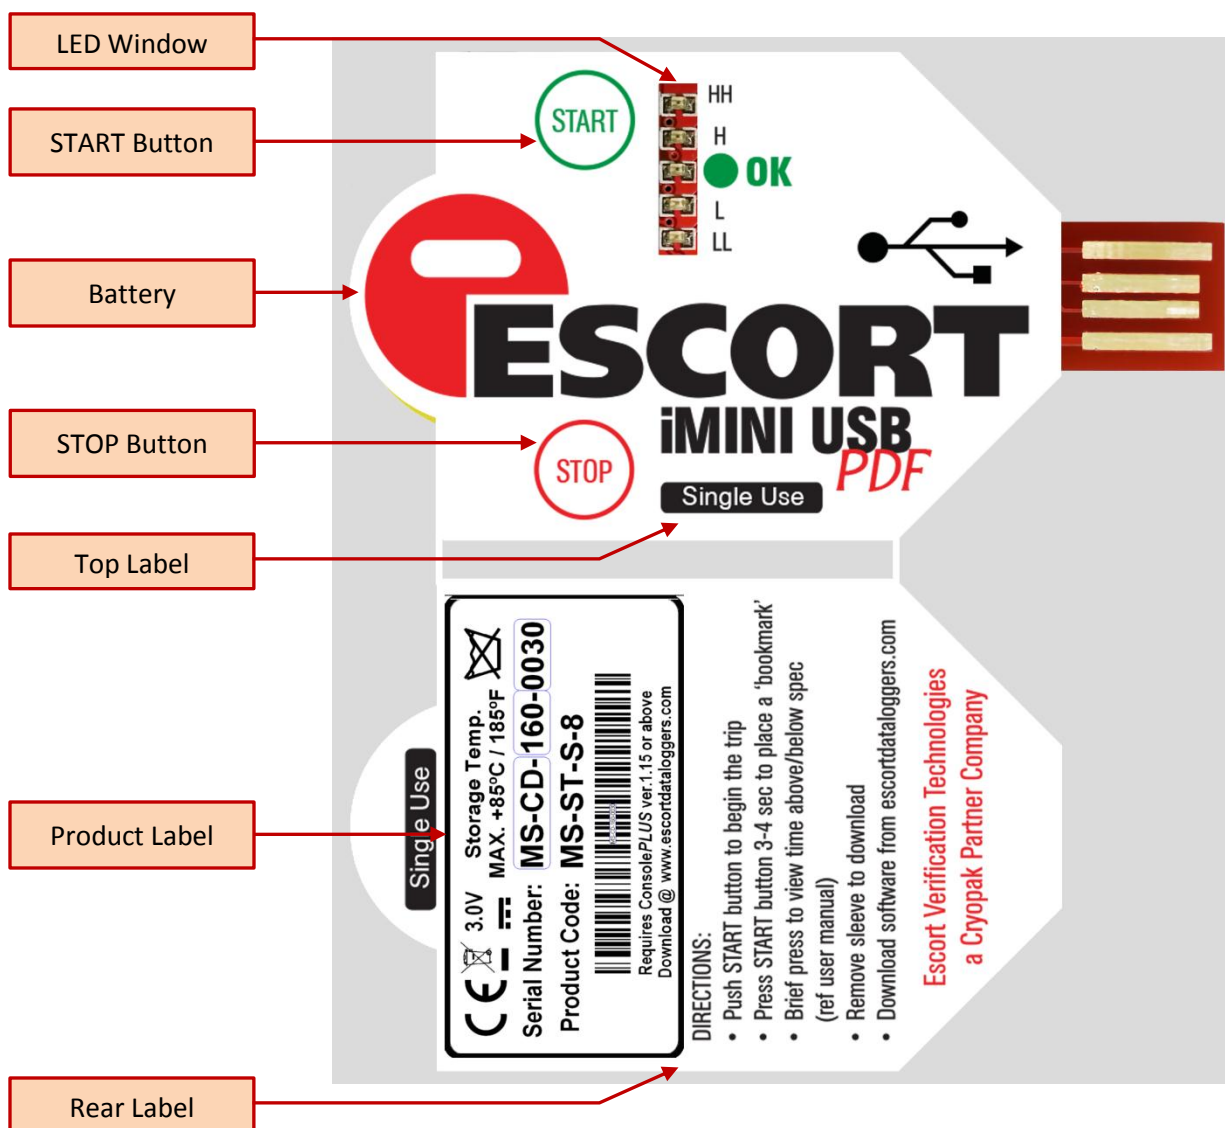 LED Window
START Button
Battery
STOP Button
Top Label
Product Label
Rear Label
START
HH
H
OK
L
LL
ESCORT
iMINI USB
PDF
STOP
Single Use
Single Use
CE 3.0V
Storage Temp.
MAX. +85ºC / 185ºF
Serial Number: MS-CD-160-0030
Product Code: MS-ST-S-8
Requires ConsolePLUS ver.1.15 or above
Download @ www.escortdataloggers.com
DIRECTIONS:
• Push START button to begin the trip
• Press START button 3-4 sec to place a ‘bookmark’
• Brief press to view time above/below spec
(ref user manual)
• Remove sleeve to download
• Download software from escortdataloggers.com
Escort Verification Technologies
a Cryopak Partner Company